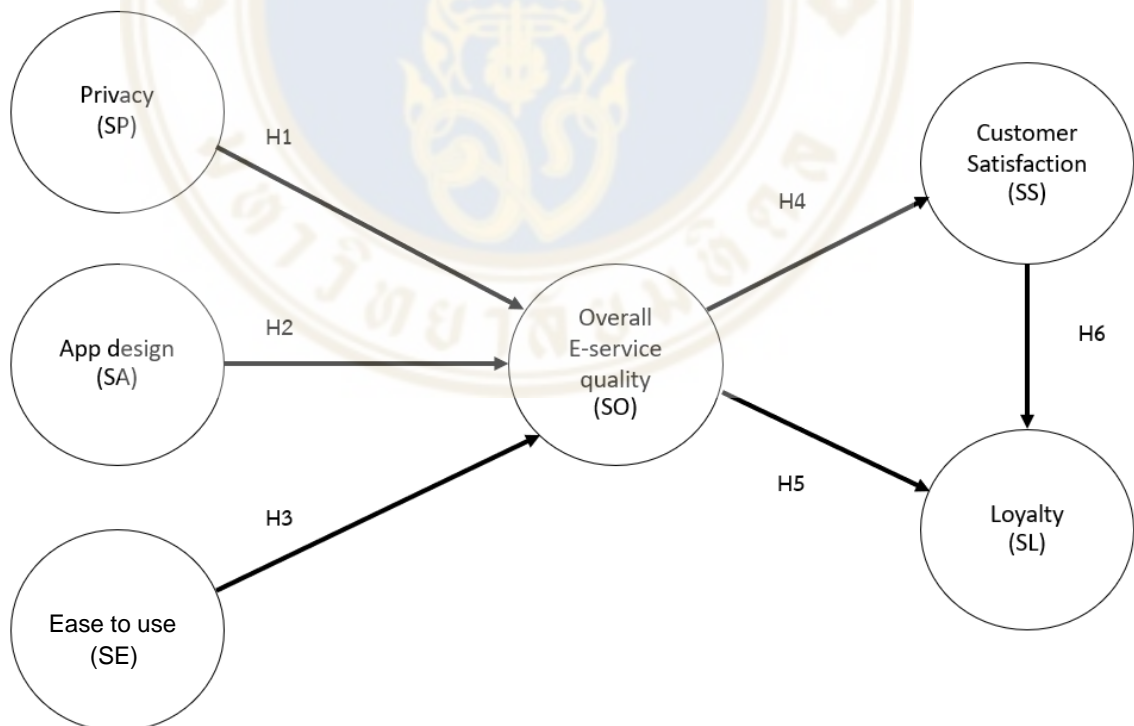 Privacy
(SP)
H1
Customer
Satisfaction
(SS)
H4
App design
(SA)
H2
Overall
E-service
quality
(SO)
H6
H3
H5
Loyalty
(SL)
Ease to use
(SE)